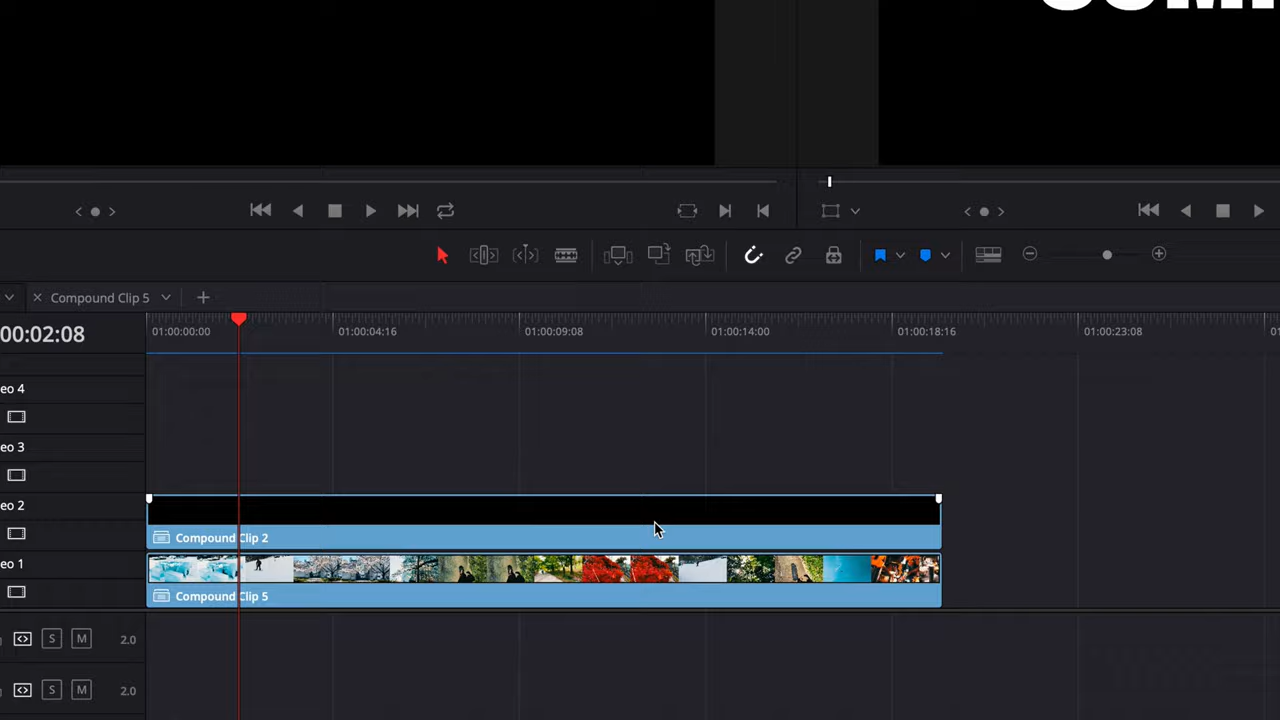 Compound Clip 5
00:02:08
01:00:00:00
01:00:04:16
01:00:09:08
01:00:14:00
01:00:18:16
01:00:23:08
eo 4
eo 3
eo 2
Compound Clip 2
eo 1
Compound Clip 5
S M 2.0
S M 2.0